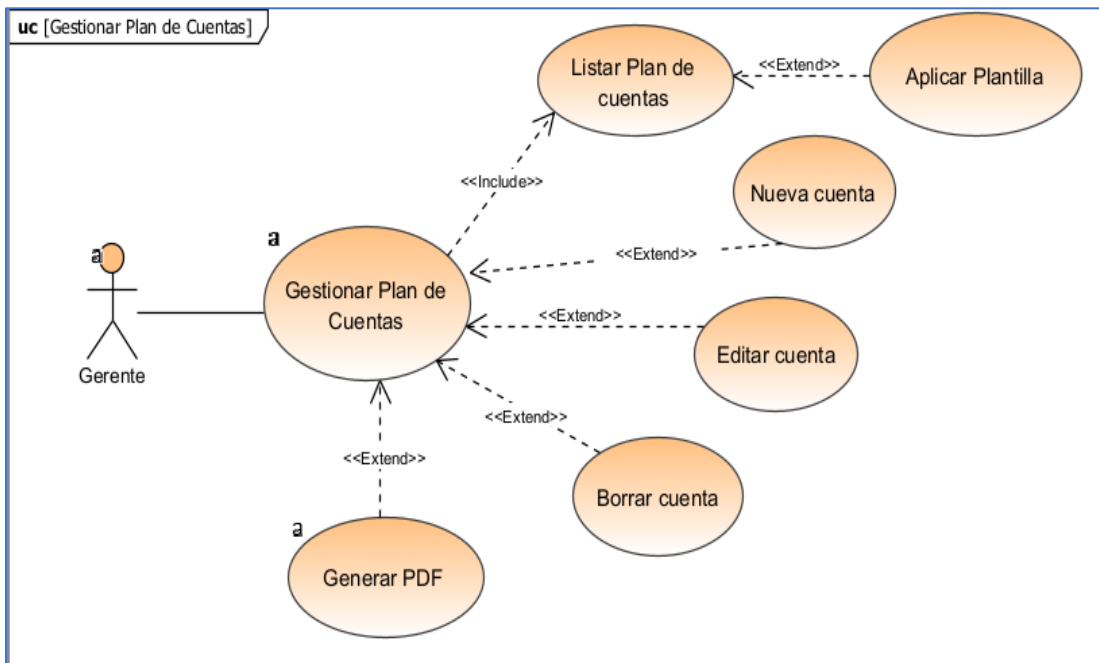 uc [Gestionar Plan de Cuentas]
Listar Plan de
cuentas
<<Extend>>
Aplicar Plantilla
<<Include>>
Nueva cuenta
a
a
<<Extend>>
Gestionar Plan de
Cuentas
<<Extend>>
Editar cuenta
Gerente
<<Extend>>
<<Extend>>
Borrar cuenta
a
Generar PDF